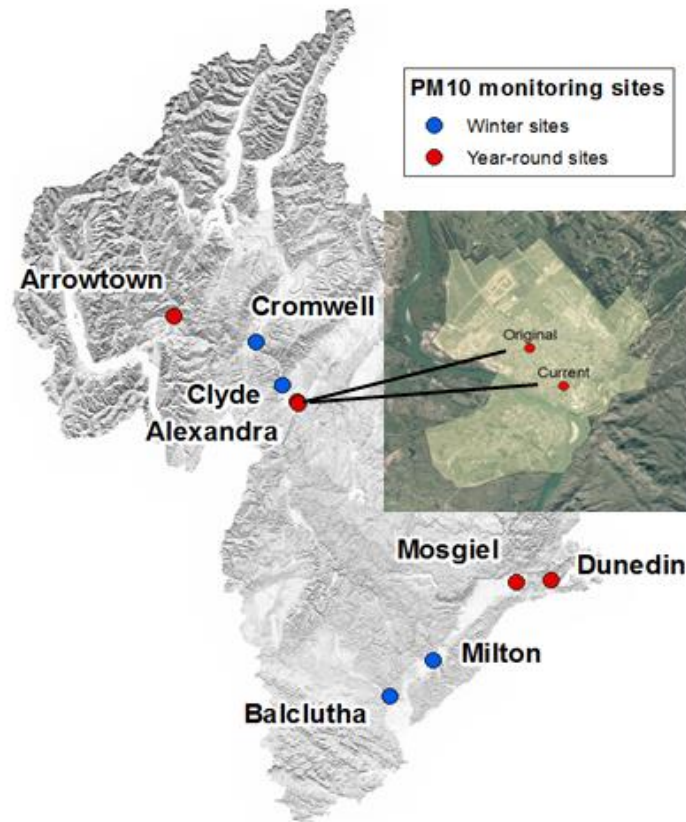 PM10 monitoring sites
Winter sites
Year-round sites
Arrowtown
Cromwell
Original
Current
Clyde
Alexandra
Mosgiel
Dunedin
Milton
Balclutha